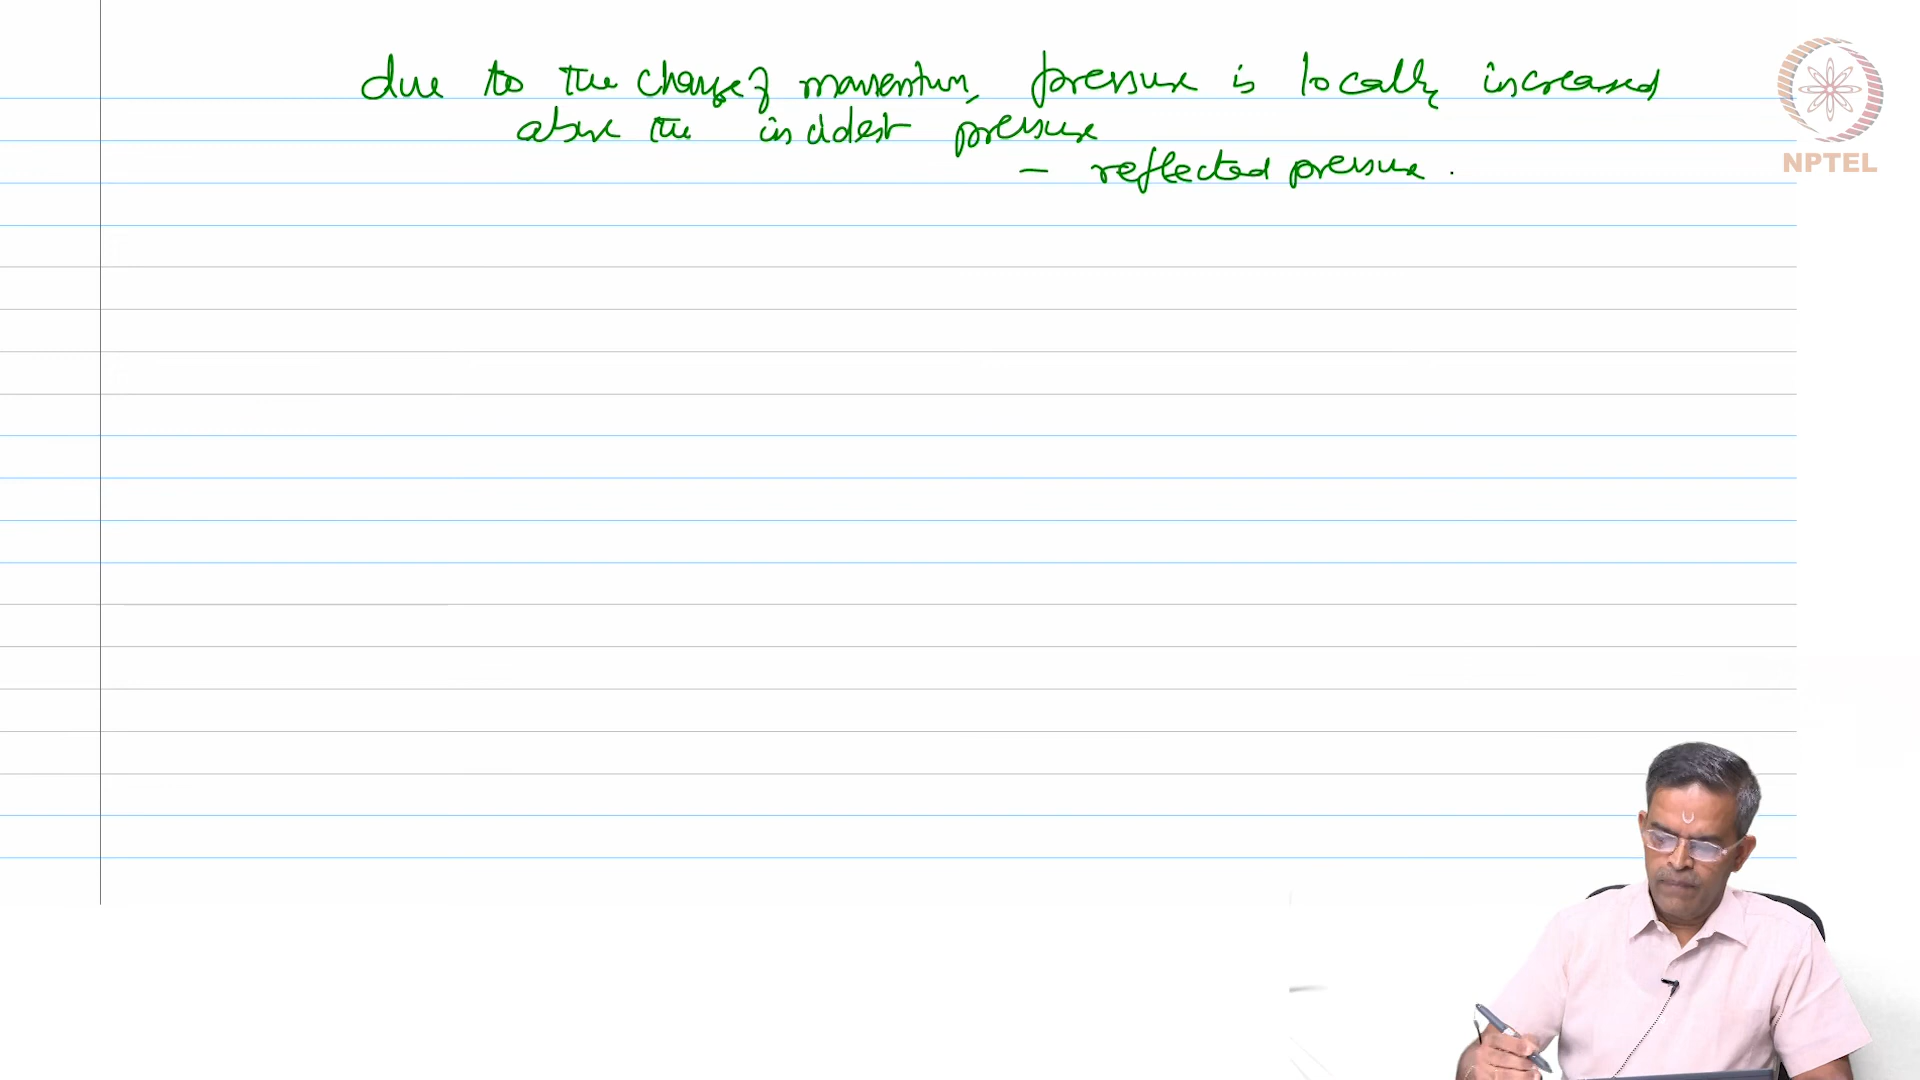 due to the change of momentum, pressure is locally increased
above the incident pressure
- reflected pressure.
NPTEL